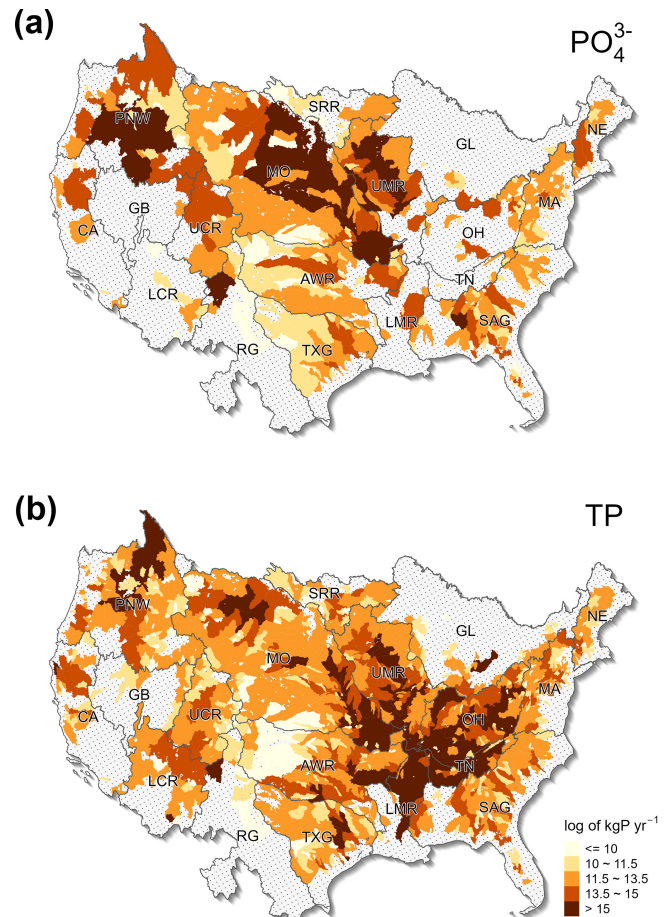 (a)
PO₄³⁻
PNW
SRR
GL
NE
MO
UMR
MA
GB
OH
CA
UCR
TN
LCR
AWR
LMR
SAG
RG
TXG
(b)
TP
PNW
SRR
GL
NE
MO
UMR
MA
GB
OH
CA
UCR
AWR
TN
LCR
LMR
SAG
RG
TXG
log of kgP yr⁻¹
<= 10
10 ~ 11.5
11.5 ~ 13.5
13.5 ~ 15
> 15